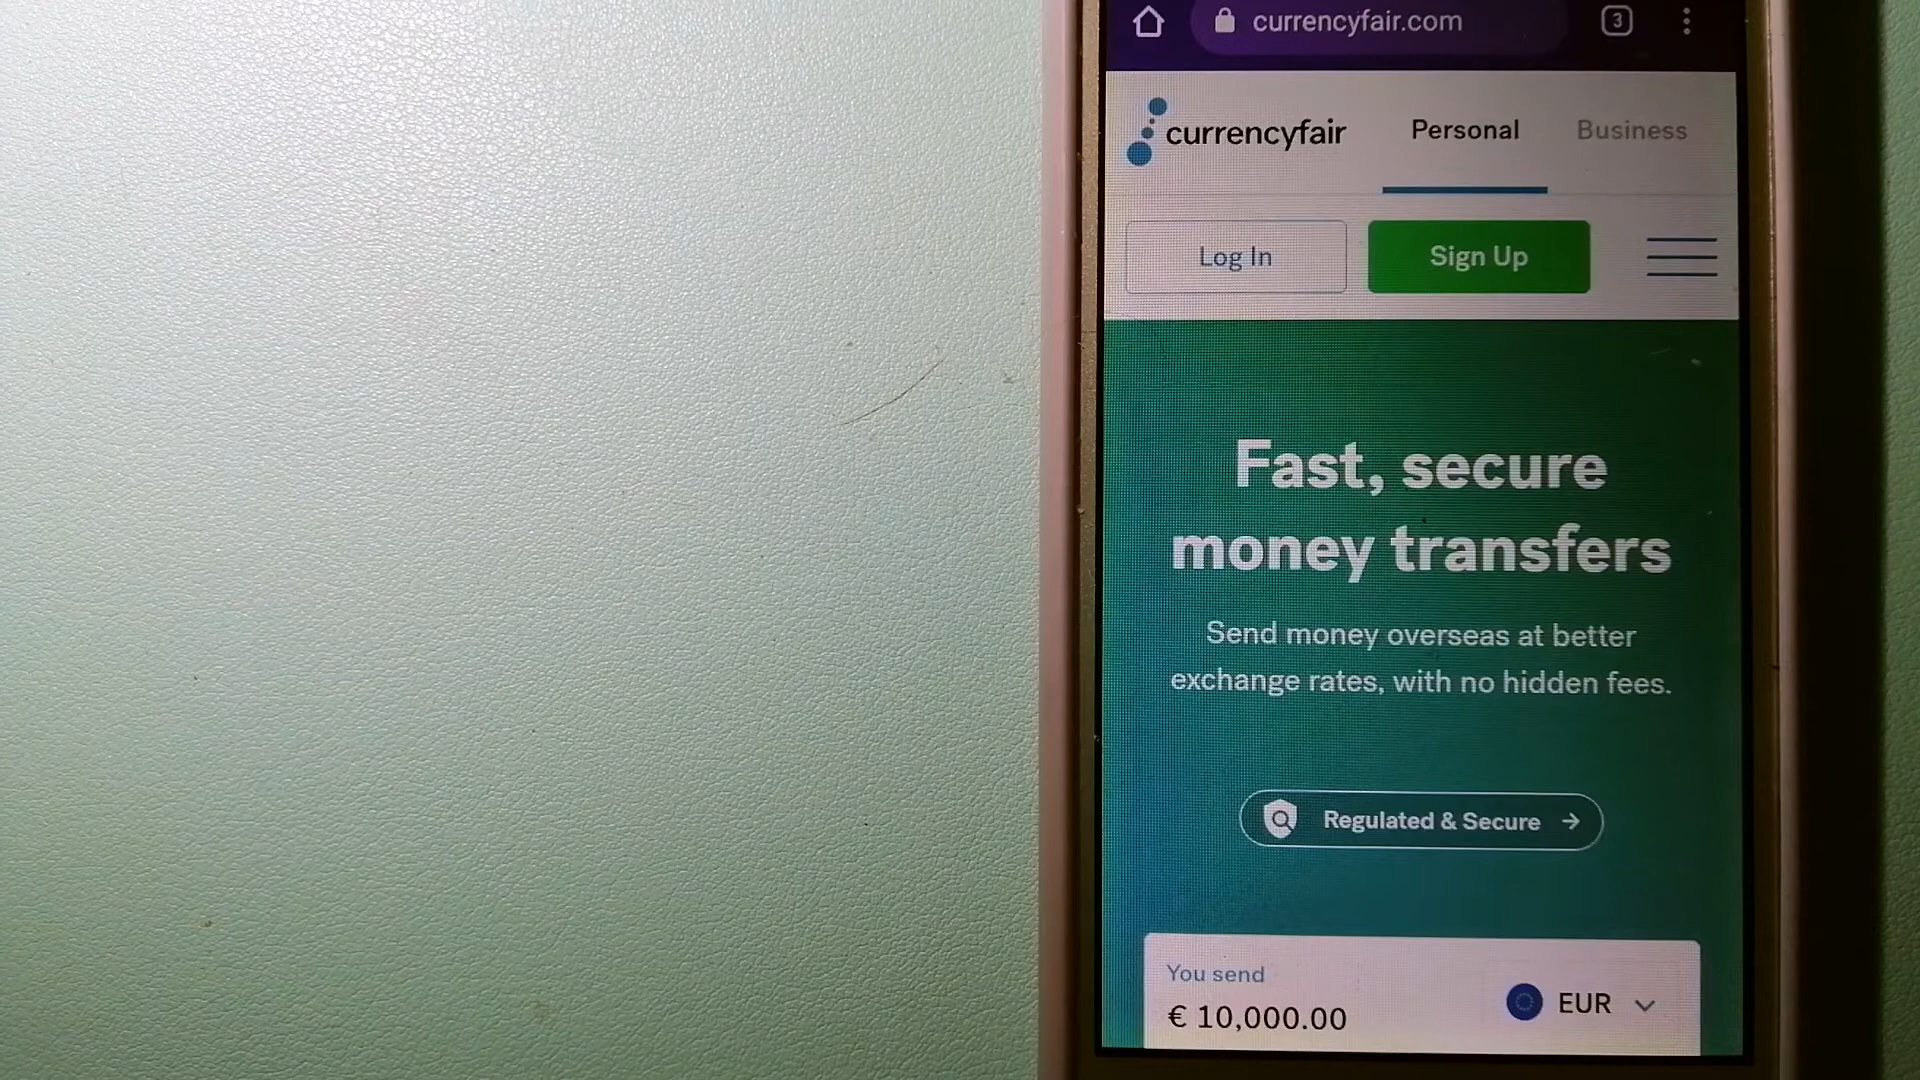 currencyfair.com
3
currencyfair
Personal
Business
Log In
Sign Up
Fast, secure
money transfers
Send money overseas at better
exchange rates, with no hidden fees.
Regulated & Secure →
You send
€ 10,000.00
EUR